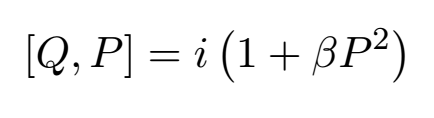 [Q, P] = i (1 + βP²)